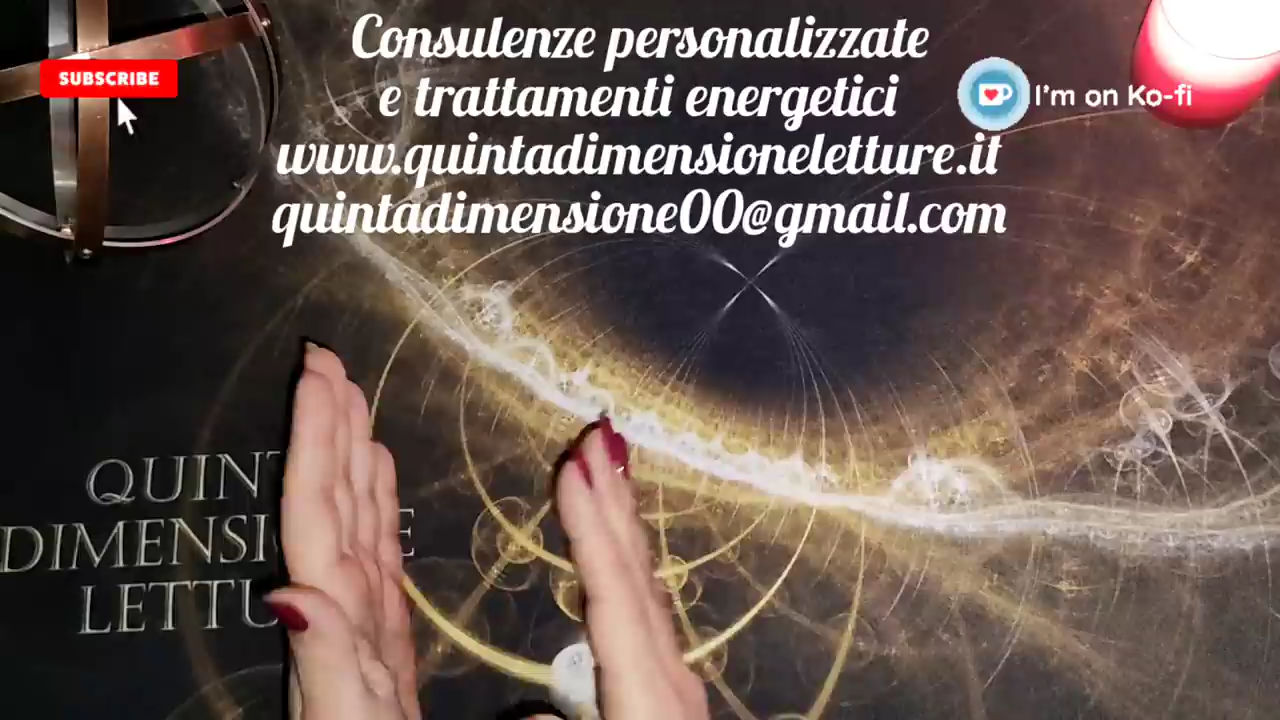 Consulenze personalizzate
e trattamenti energetici
www.quintadimensioneletture.it
quintadimensione00@gmail.com
SUBSCRIBE
I'm on Ko-fi